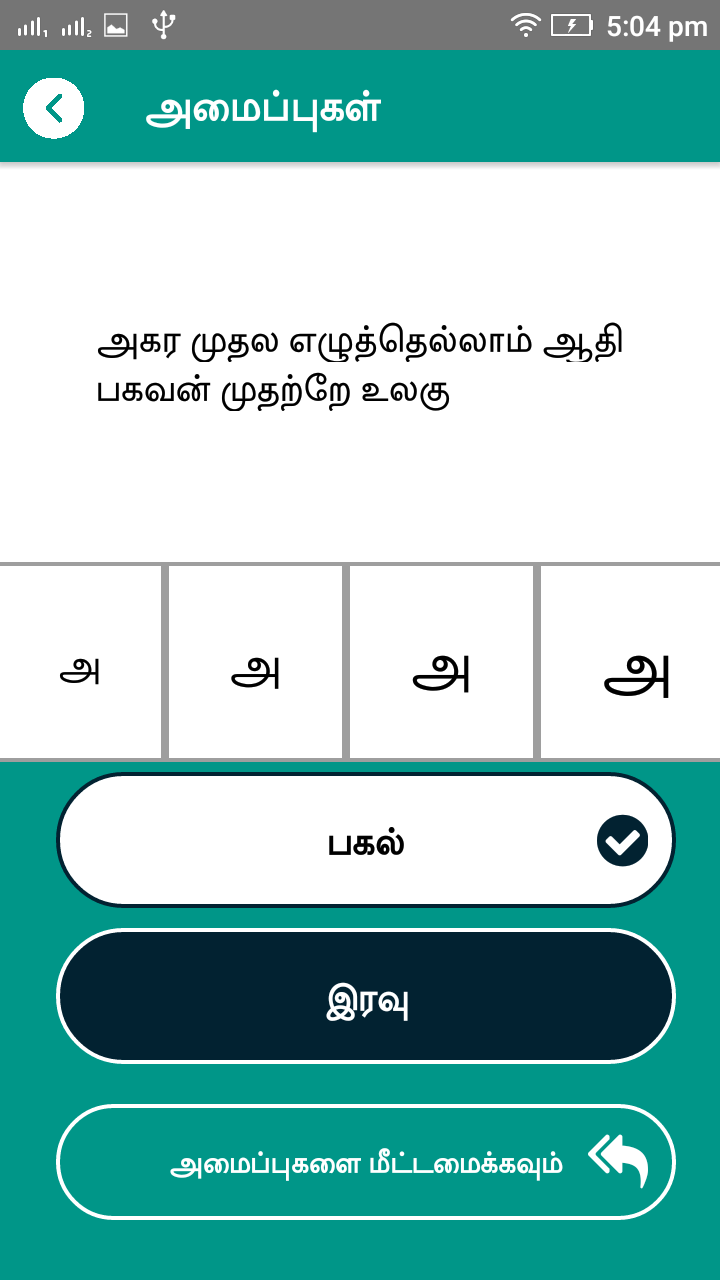 5:04 pm
அமைப்புகள்
அகர முதல எழுத்தெல்லாம் ஆதி
பகவன் முதற்றே உலகு
அ அ அ அ
பகல்
இரவு
அமைப்புகளை மீட்டமைக்கவும்